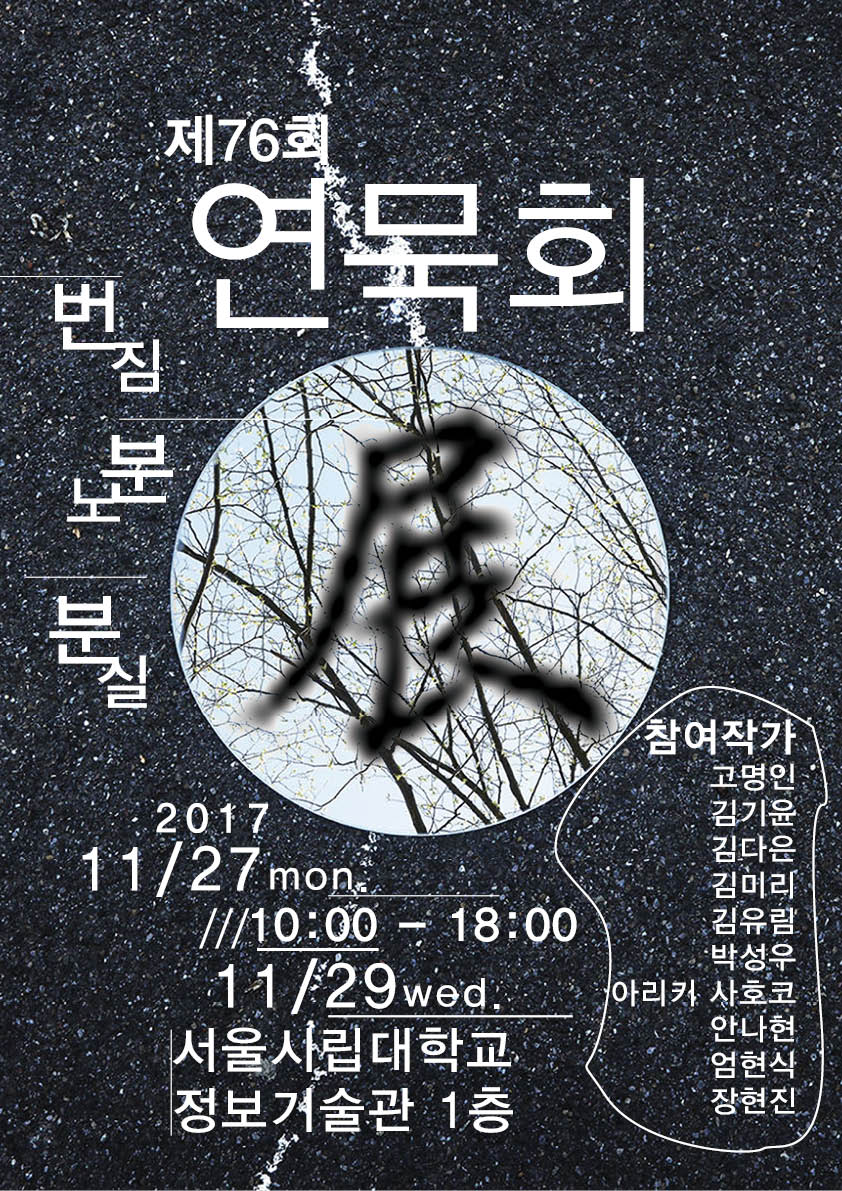 제76회
연묵회
번짐
분노
분실
展
참여작가
고명인
김기윤
김다은
김미리
김유림
박성우
아리키 사호코
안나현
엄현식
장현진
2017
11/27mon.
///10:00 – 18:00
11/29wed.
서울시립대학교
정보기술관 1층